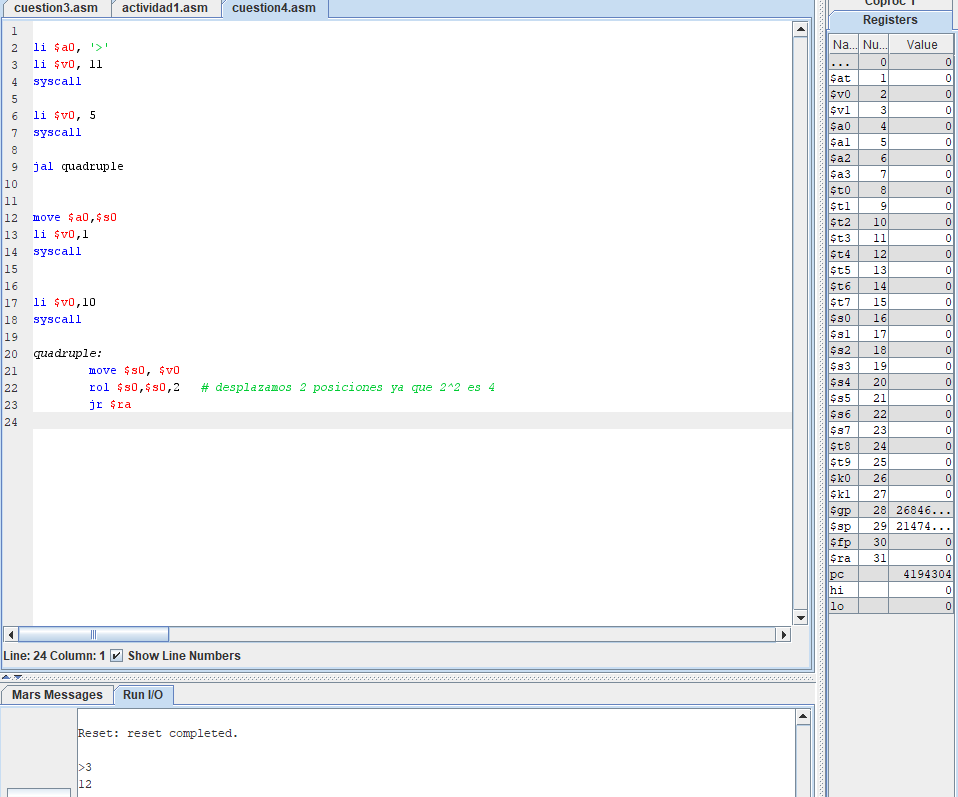 cuestion3.asm actividad1.asm cuestion4.asm
1
2 li $a0, '>'
3 li $v0, 11
4 syscall
5
6 li $v0, 5
7 syscall
8
9 jal quadruple
10
11
12 move $a0,$s0
13 li $v0,1
14 syscall
15
16
17 li $v0,10
18 syscall
19
20 quadruple:
21 move $s0, $v0
22 rol $s0,$s0,2 # desplazamos 2 posiciones ya que 2^2 es 4
23 jr $ra
24
Line: 24 Column: 1 Show Line Numbers
Mars Messages Run I/O
Reset: reset completed.
>3
12
Coproc 1
Registers
Na... Nu... Value
... 0 0
$at 1 0
$v0 2 0
$v1 3 0
$a0 4 0
$a1 5 0
$a2 6 0
$a3 7 0
$t0 8 0
$t1 9 0
$t2 10 0
$t3 11 0
$t4 12 0
$t5 13 0
$t6 14 0
$t7 15 0
$s0 16 0
$s1 17 0
$s2 18 0
$s3 19 0
$s4 20 0
$s5 21 0
$s6 22 0
$s7 23 0
$t8 24 0
$t9 25 0
$k0 26 0
$k1 27 0
$gp 28 26846...
$sp 29 21474...
$fp 30 0
$ra 31 0
pc 4194304
hi 0
lo 0